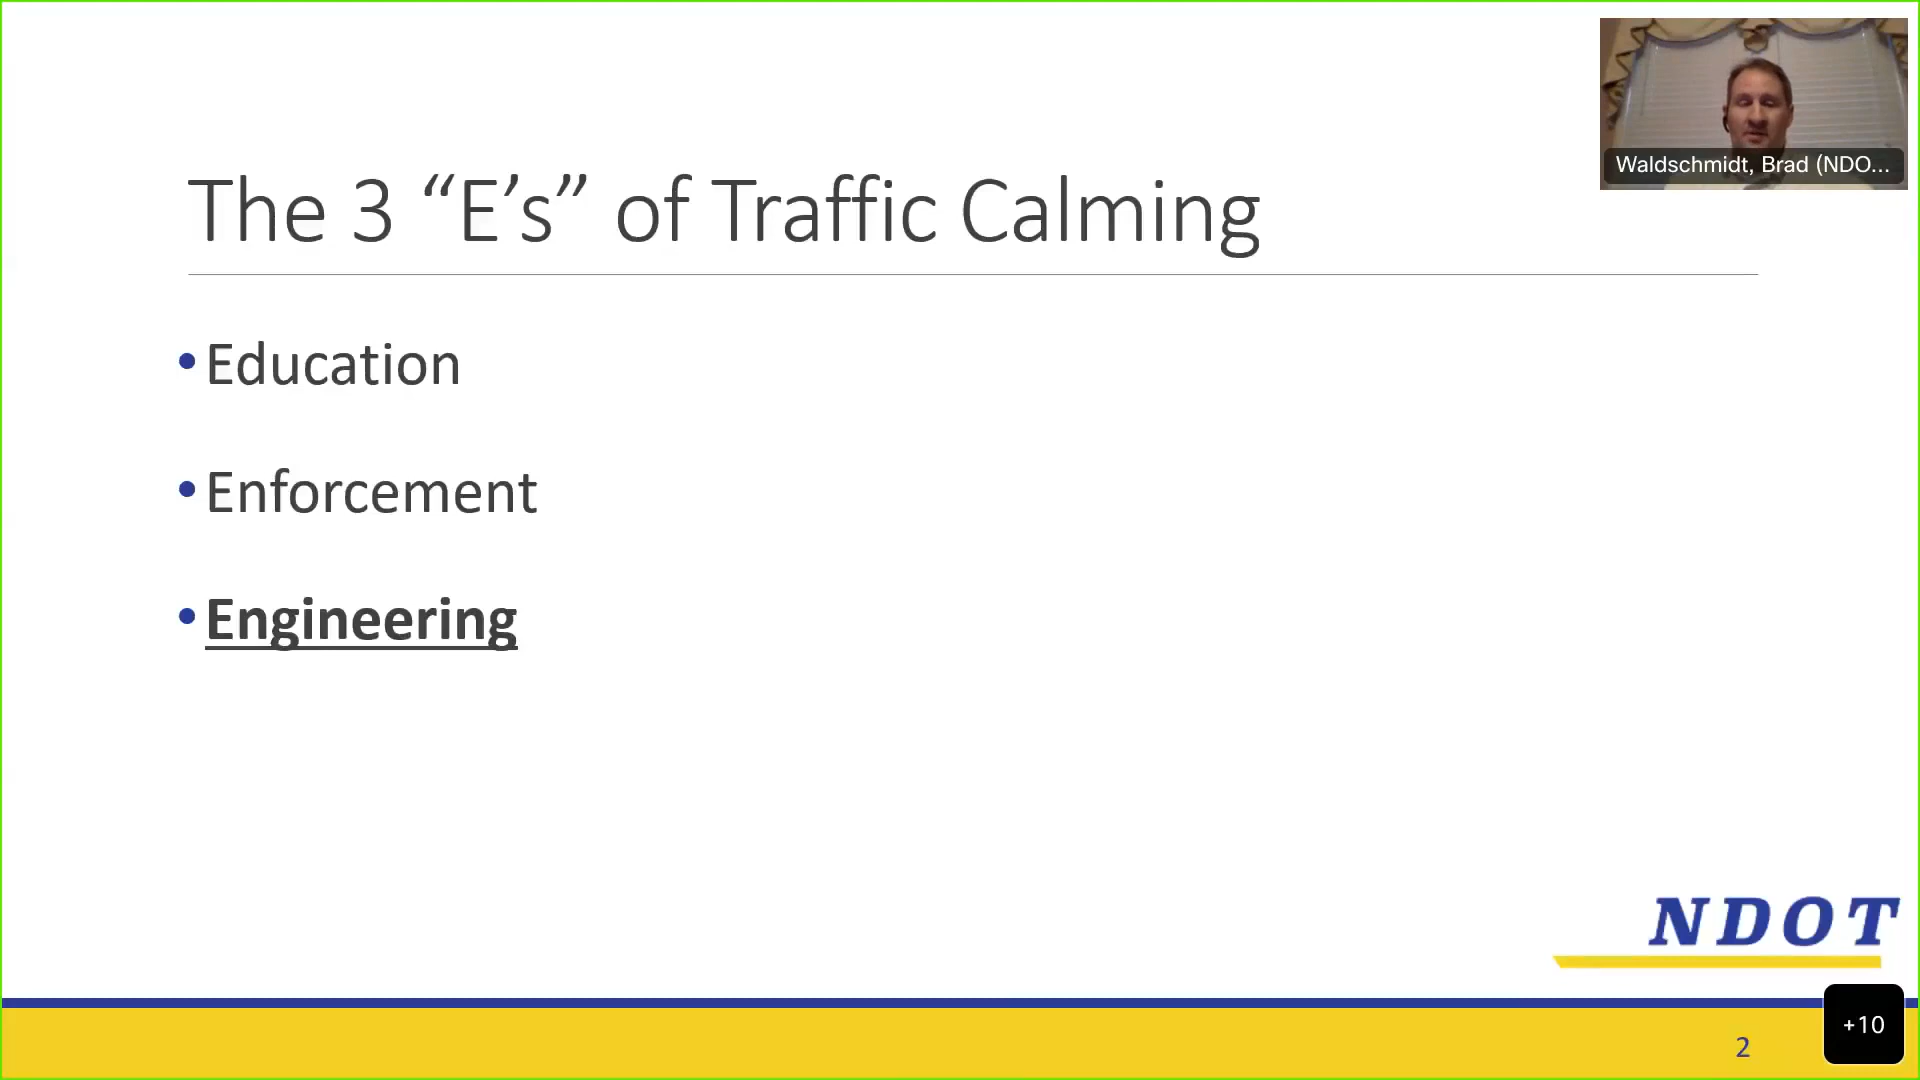 Waldschmidt, Brad (NDO...
The 3 “E’s” of Traffic Calming
•Education
•Enforcement
•Engineering
NDOT
+10
2